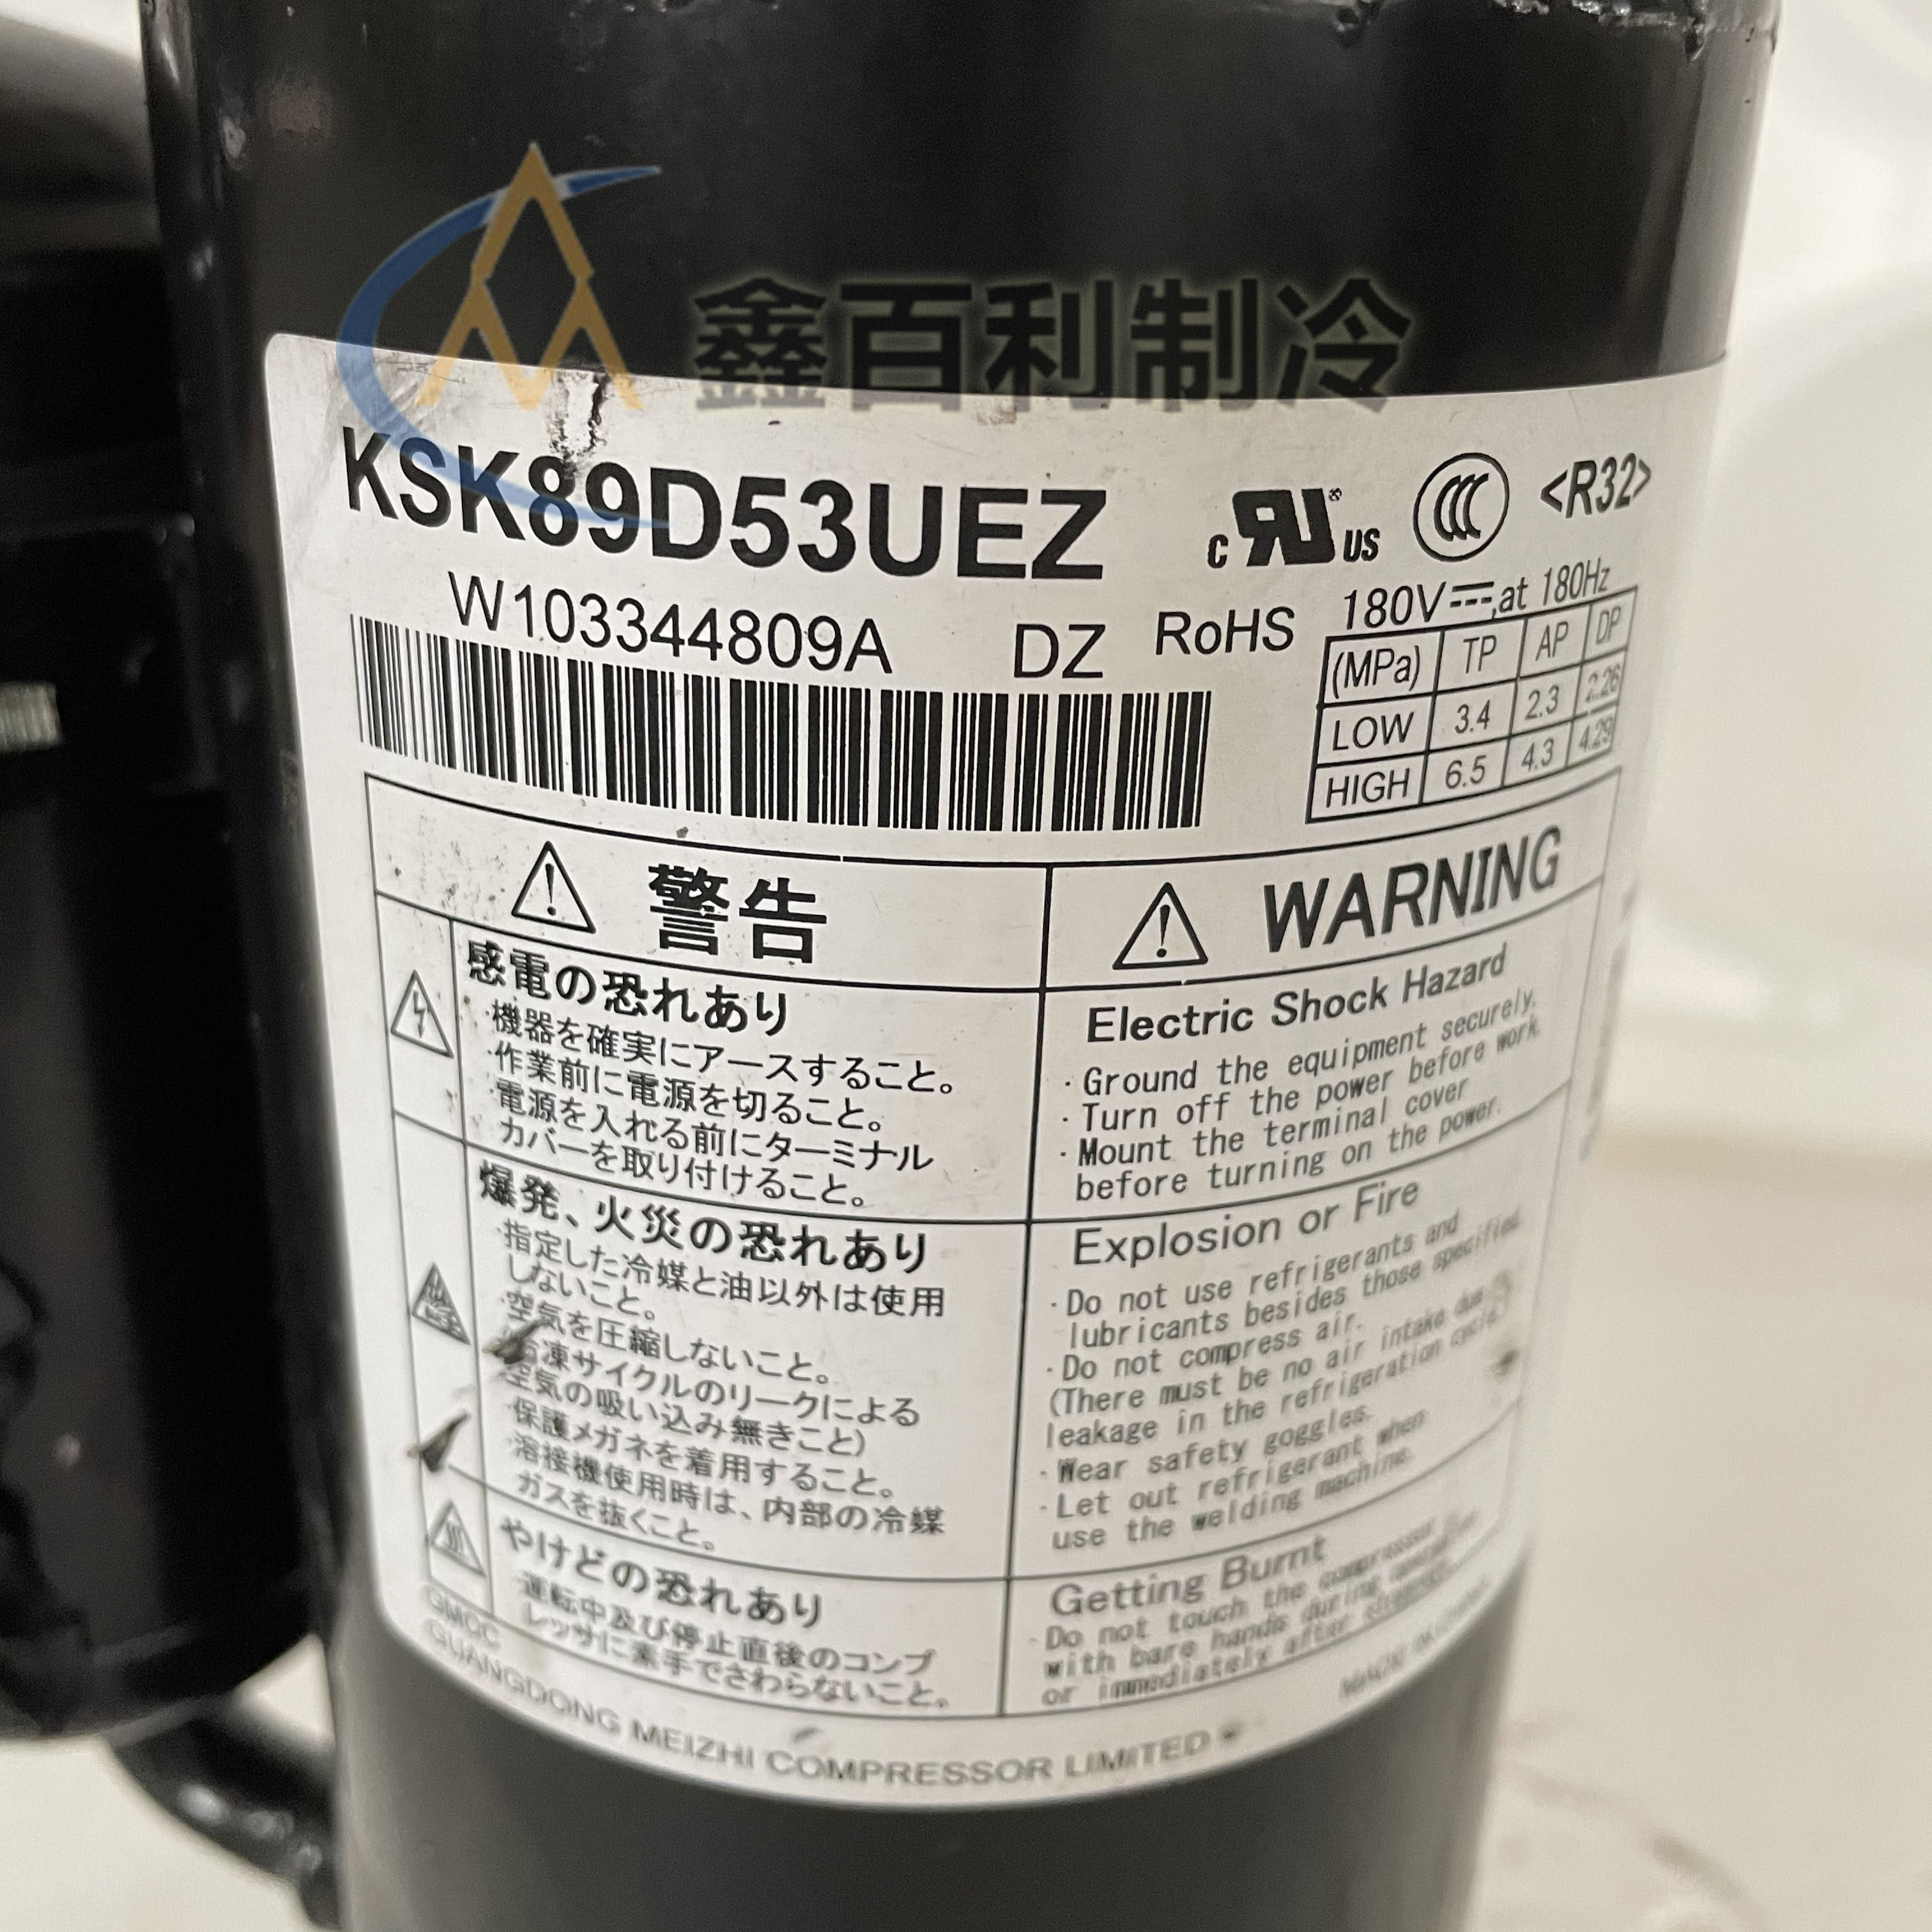 鑫百利制冷
KSK89D53UEZ
c RU US CCC <R32>
W103344809A DZ RoHS 180V⎓,at 180Hz
(MPa) TP AP DP
LOW 3.4 2.3 2.26
HIGH 6.5 4.3 4.29
警告
感電の恐れあり
・機器を確実にアースすること。
・作業前に電源を切ること。
・電源を入れる前にターミナル
カバーを取り付けること。
爆発、火災の恐れあり
・指定した冷媒と油以外は使用
しないこと。
・空気を圧縮しないこと。
冷凍サイクルのリークによる
空気の吸い込み無きこと)
・保護メガネを着用すること。
・溶接機使用時は、内部の冷媒
ガスを抜くこと。
やけどの恐れあり
・運転中及び停止直後のコンプ
レッサに素手でさわらないこと。
WARNING
Electric Shock Hazard
・Ground the equipment securely.
・Turn off the power before work.
・Mount the terminal cover
before turning on the power.
Explosion or Fire
・Do not use refrigerants and
lubricants besides those specified.
・Do not compress air.
(There must be no air intake due
leakage in the refrigeration cycle.
・Wear safety goggles.
・Let out refrigerant when
use the welding machine.
Getting Burnt
・Do not touch the compressor
with bare hands during
or immediately after
GMCC
GUANGDONG MEIZHI COMPRESSOR LIMITED